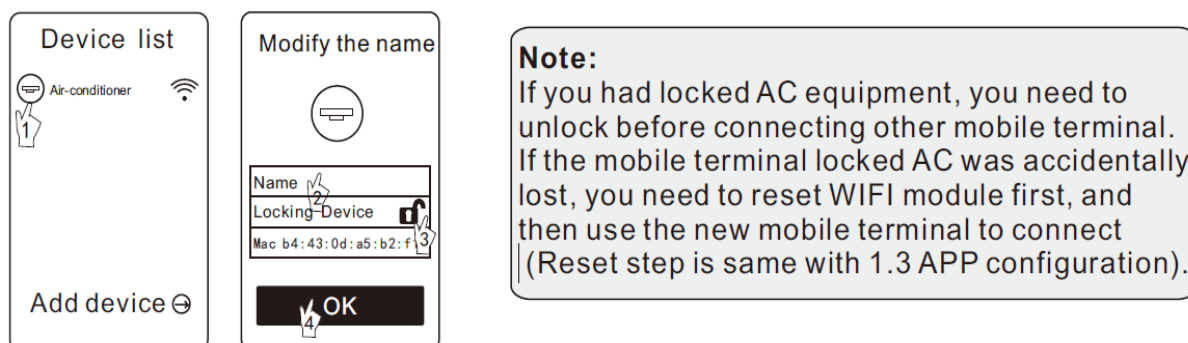 Device list
Air-conditioner
1
Add device
Modify the name
Name
2
Locking-Device
3
Mac b4:43:0d:a5:b2:f
OK
4
Note:
If you had locked AC equipment, you need to
unlock before connecting other mobile terminal.
If the mobile terminal locked AC was accidentally
lost, you need to reset WIFI module first, and
then use the new mobile terminal to connect
(Reset step is same with 1.3 APP configuration).